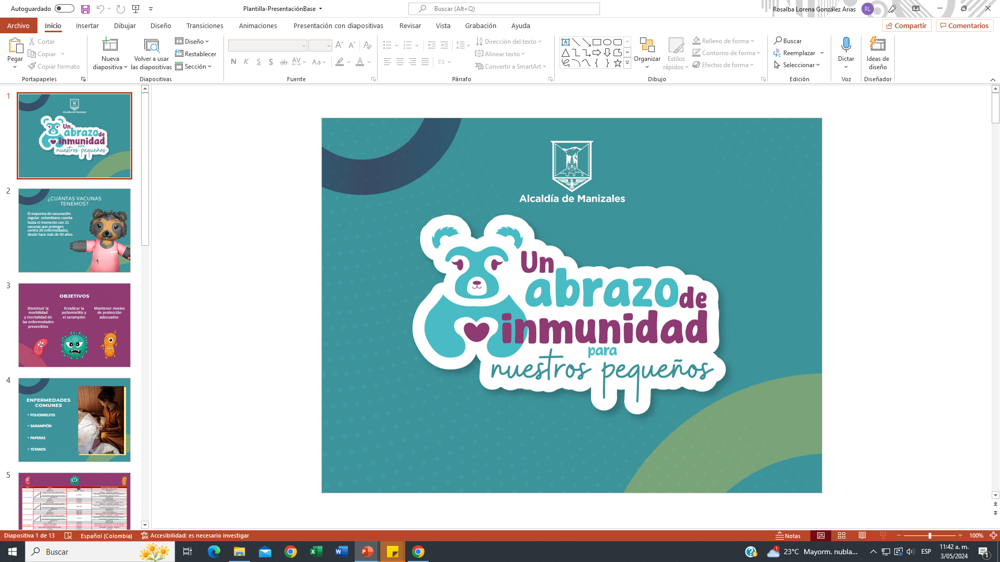 Autoguardado
Plantilla-PresentaciónBase
Buscar (Alt+Q)
Rosalba Lorena González Arias
RL
Archivo
Inicio
Insertar
Dibujar
Diseño
Transiciones
Animaciones
Presentación con diapositivas
Revisar
Vista
Grabación
Ayuda
Compartir
Comentarios
Pegar
Cortar
Copiar
Copiar formato
Portapapeles
Nueva
diapositiva
Volver a usar
las diapositivas
Diseño
Restablecer
Sección
Diapositivas
N K S S ab AV Aa A
Fuente
Dirección del texto
Alinear texto
Convertir a SmartArt
Párrafo
Organizar
Estilos
rápidos
Relleno de forma
Contorno de forma
Efectos de forma
Dibujo
Buscar
Reemplazar
Seleccionar
Edición
Dictar
Voz
Ideas de
diseño
Diseñador
1
Alcaldía de Manizales
Un
abrazo de
inmunidad
para
nuestros pequeños
2
¿CUÁNTAS VACUNAS
TENEMOS?
El esquema de vacunación
regular colombiano cuenta
hasta el momento con 21
vacunas que protegen
contra 26 enfermedades,
desde hace más de 50 años.
3
OBJETIVOS
Disminuir la
morbilidad
y mortalidad de
las enfermedades
prevenibles
Erradicar la
poliomielitis y
el sarampión
Mantener niveles
de protección
adecuados
4
ENFERMEDADES
COMUNES
• POLIOMIELITIS
• SARAMPIÓN
• PAPERAS
• TETANOS
5
Alcaldía de Manizales
Un
abrazo de
inmunidad
para
nuestros pequeños
Diapositiva 1 de 13
Español (Colombia)
Accesibilidad: es necesario investigar
Notas
100%
Buscar
23°C Mayorm. nubla...
ESP
11:42 a. m.
3/05/2024